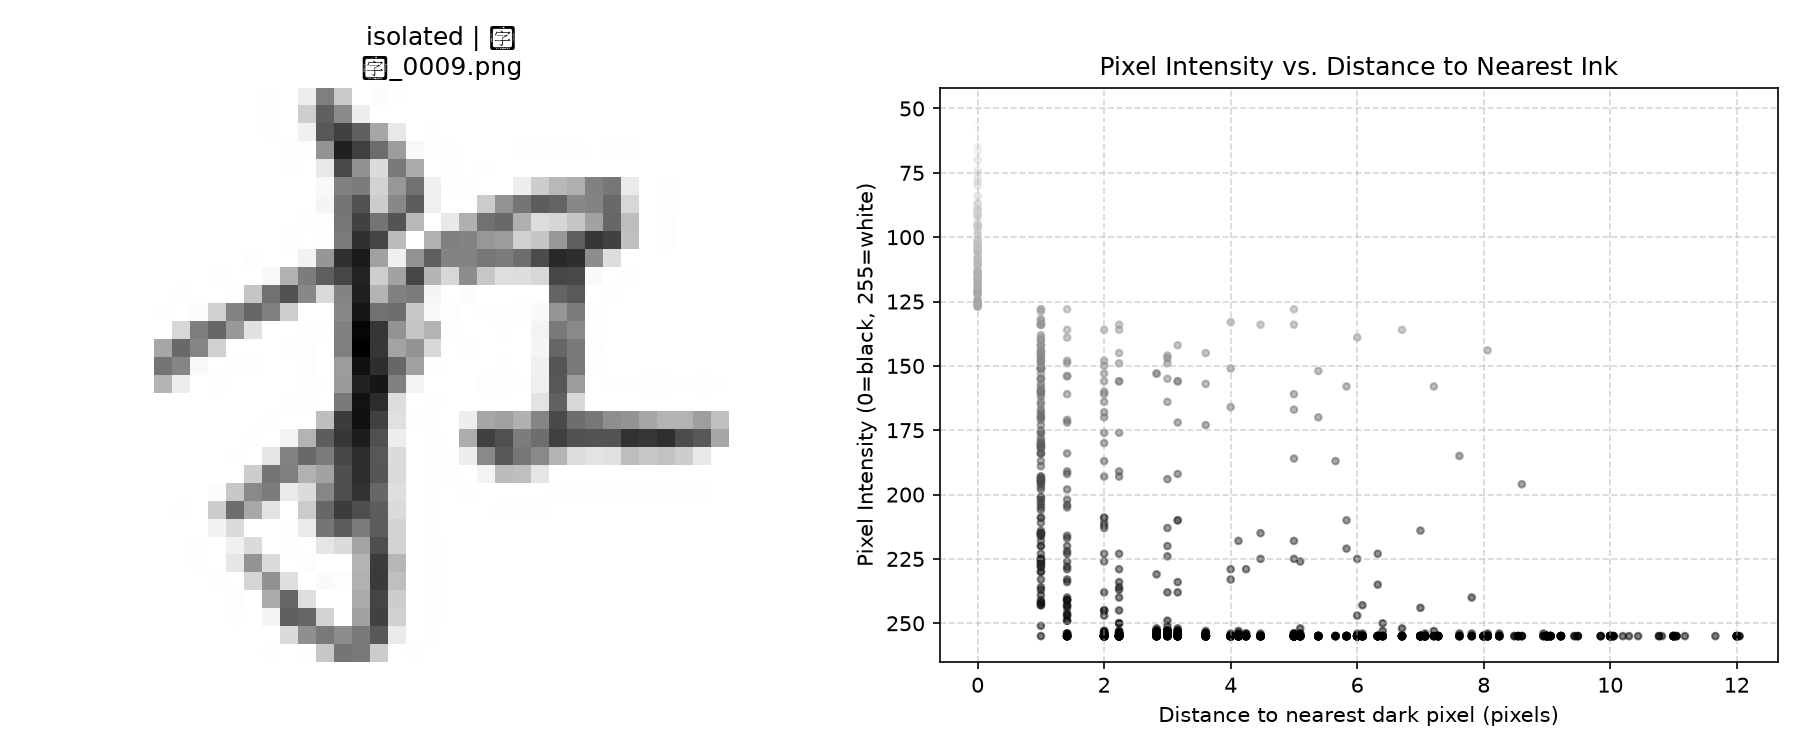 isolated |
_0009.png
Pixel Intensity vs. Distance to Nearest Ink
Pixel Intensity (0=black, 255=white)
50
75
100
125
150
175
200
225
250
0 2 4 6 8 10 12
Distance to nearest dark pixel (pixels)